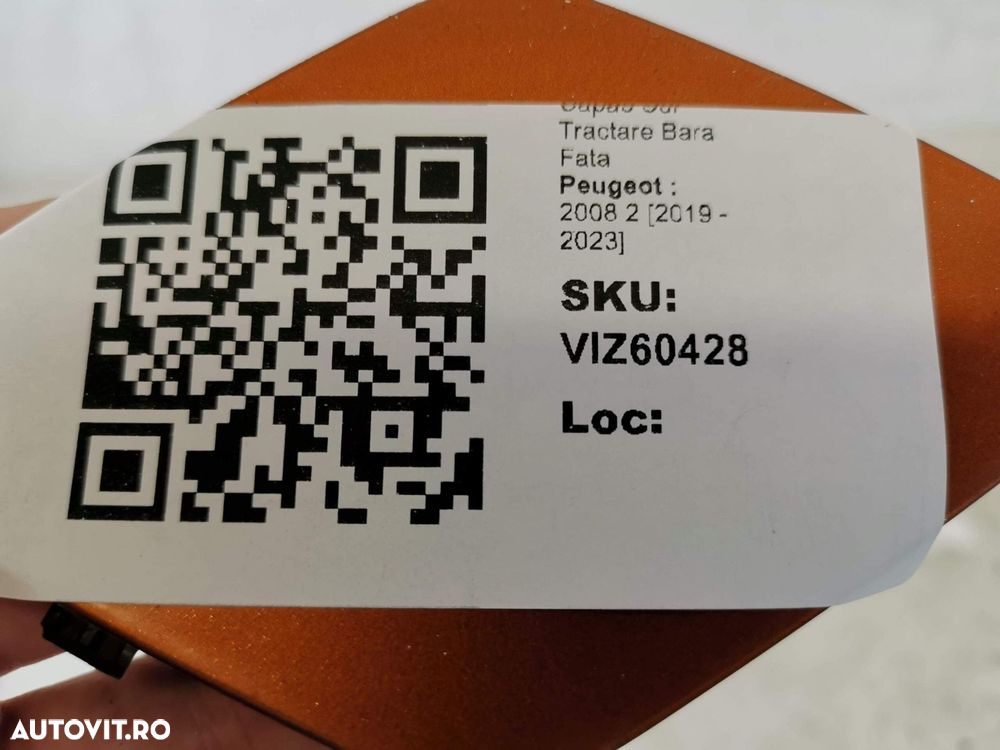 Tractare Bara
Fata
Peugeot :
2008 2 [2019 -
2023]
SKU:
VIZ60428
Loc:
AUTOVIT.RO